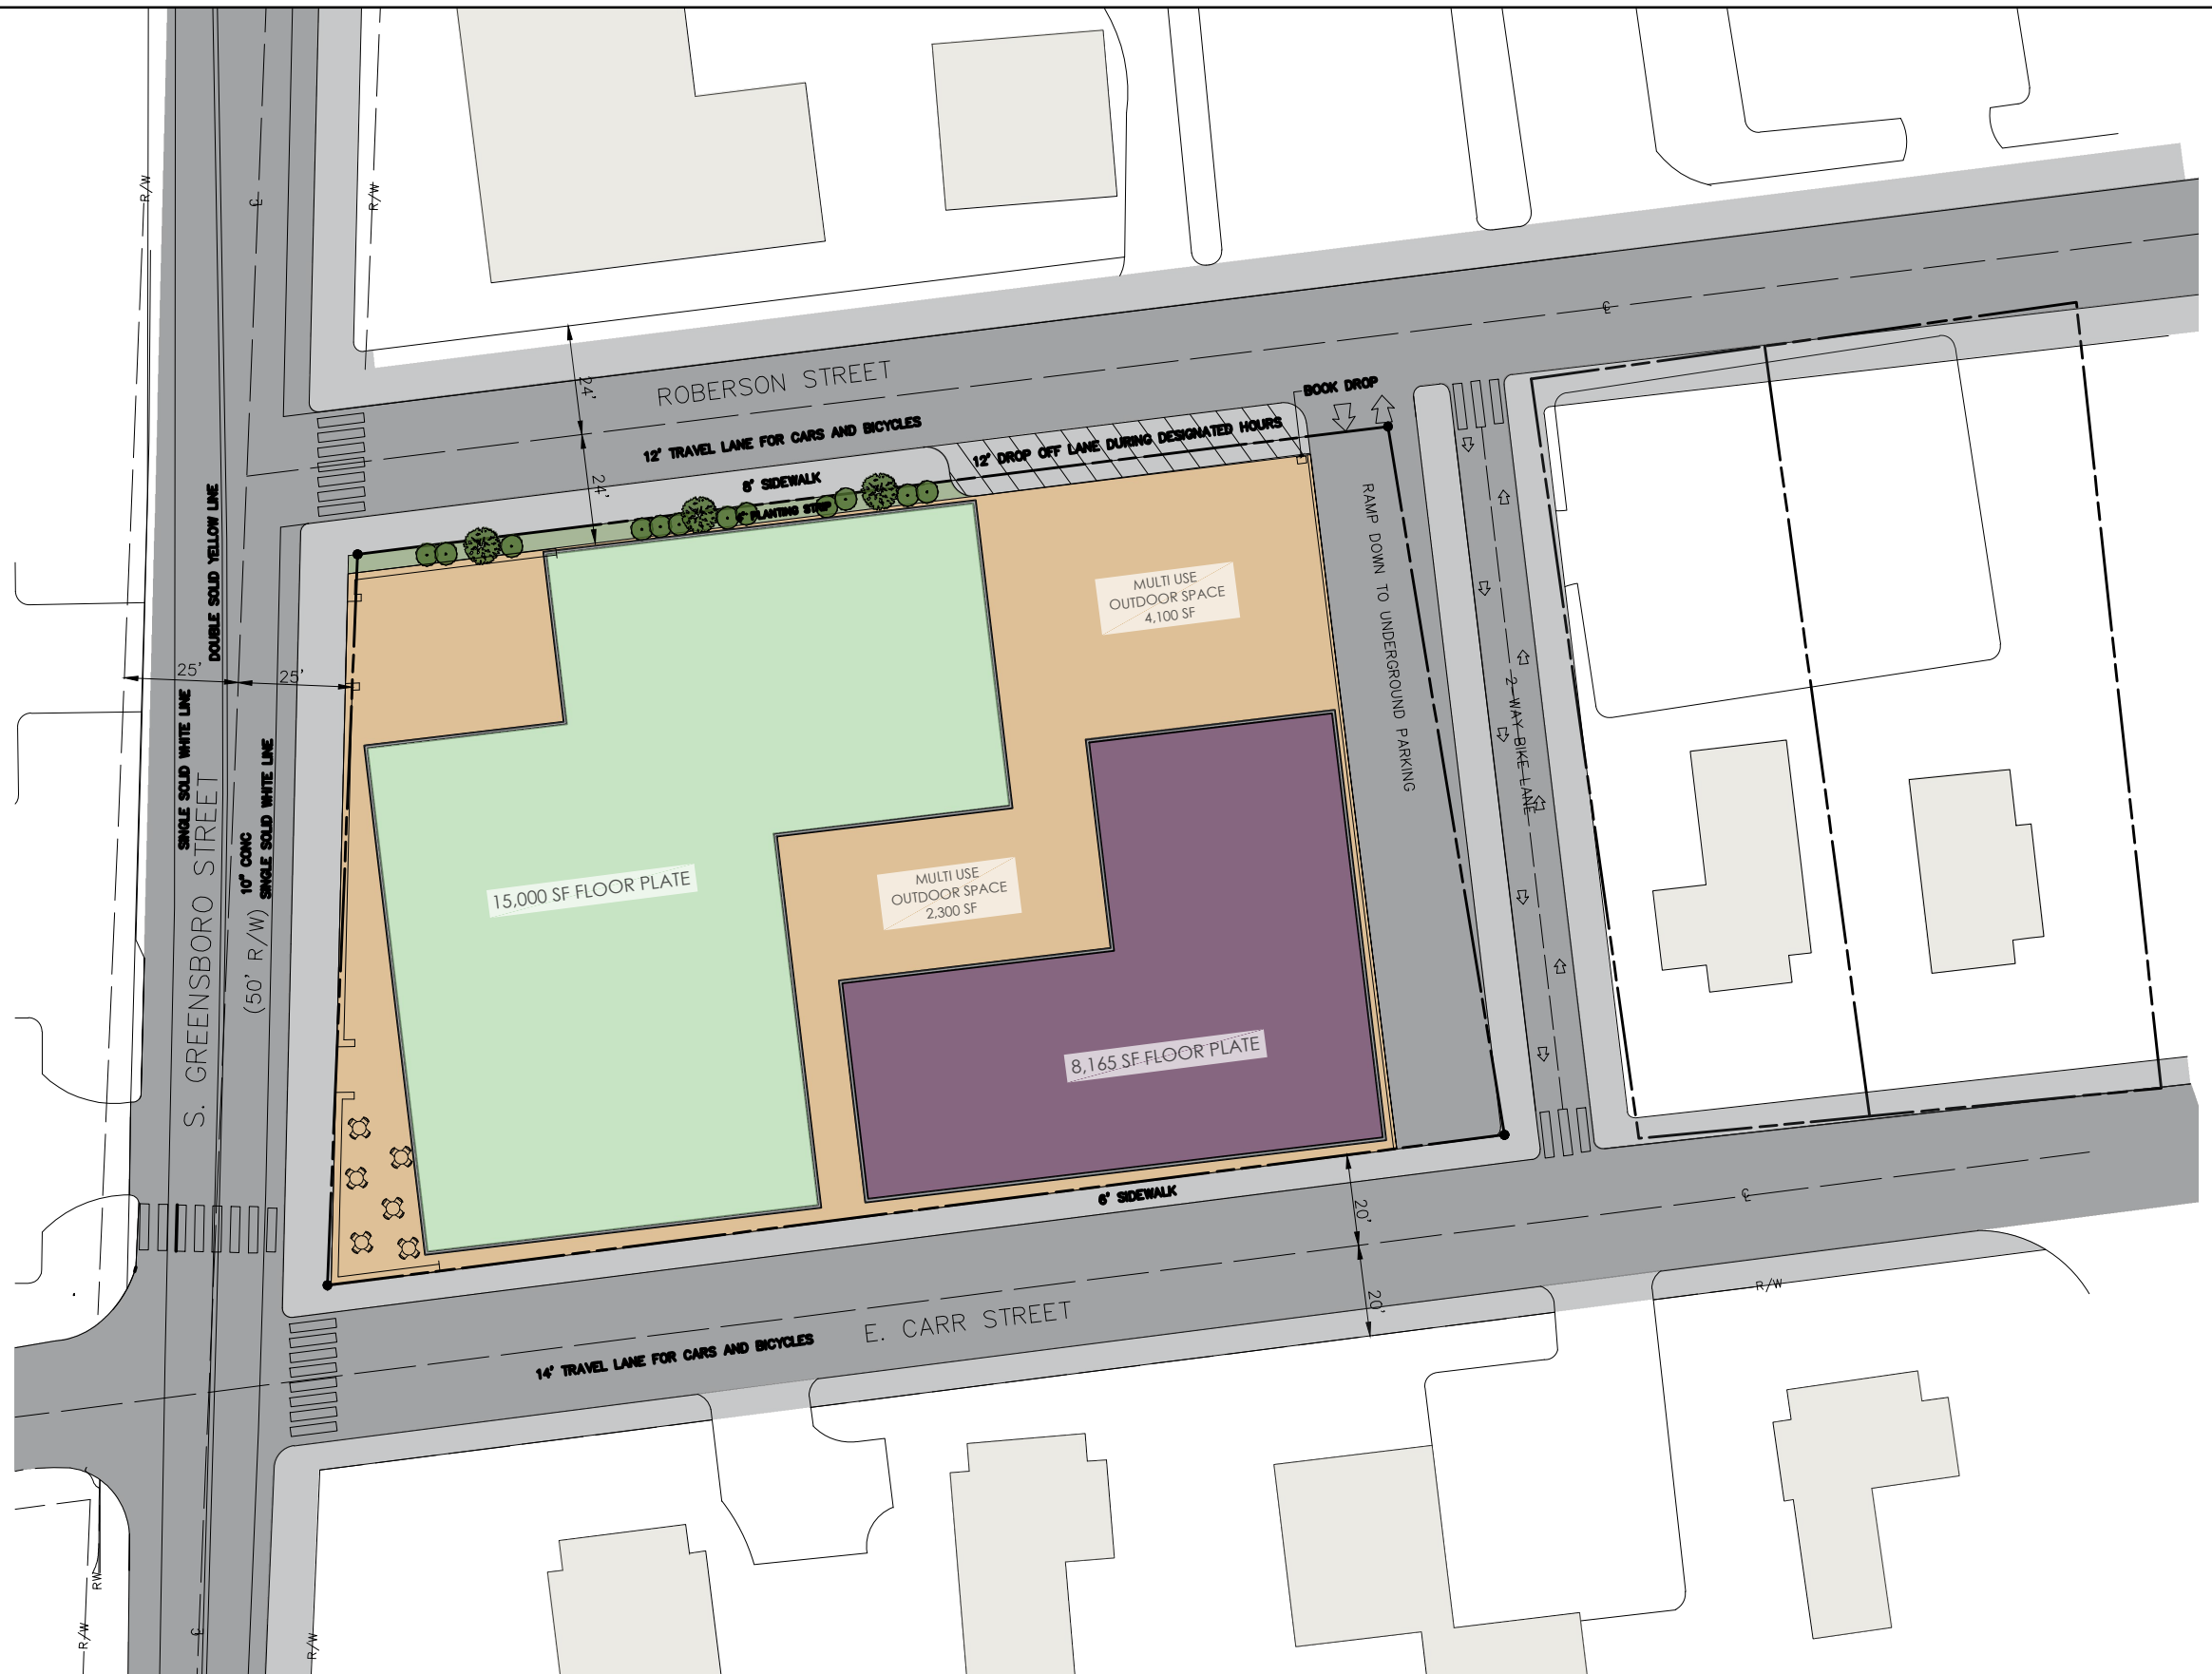 R/W
R/W
BOOK DROP
ROBERSON STREET
24'
12' TRAVEL LANE FOR CARS AND BICYCLES
12' DROP OFF LANE DURING DESIGNATED HOURS
8' SIDEWALK
24'
PLANTING STRIP
DOUBLE SOLID YELLOW LINE
25'
25'
SINGLE SOLID WHITE LINE
S. GREENSBORO STREET
10" CONC
SINGLE SOLID WHITE LINE
(50' R/W)
MULTI USE
OUTDOOR SPACE
4,100 SF
RAMP DOWN TO UNDERGROUND PARKING
2-WAY BIKE LANE
15,000 SF FLOOR PLATE
MULTI USE
OUTDOOR SPACE
2,300 SF
8,165 SF FLOOR PLATE
6' SIDEWALK
20'
20'
E. CARR STREET
14' TRAVEL LANE FOR CARS AND BICYCLES
R/W
RW
R/W
R/W